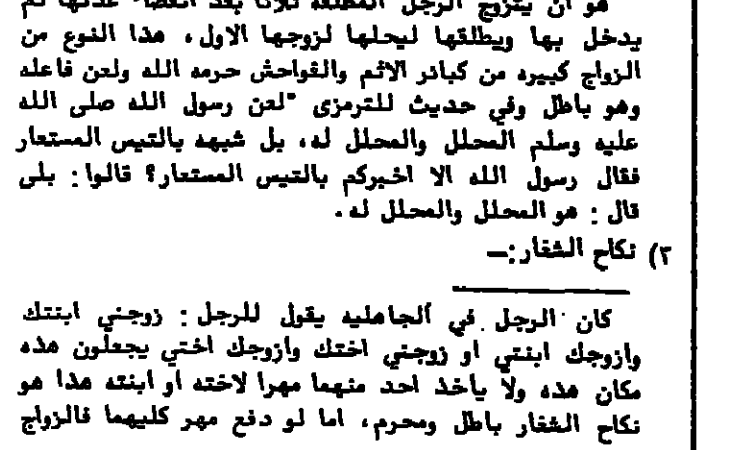 هو ان يتزوج الرجل المطلقه ثلاثا بعد انقضاء عدتها ثم
يدخل بها ويطلقها ليحلها لزوجها الاول، هذا النوع من
الزواج كبيره من كبائر الاثم والفواحش حرمه الله ولعن فاعله
وهو باطل وفي حديث للترمزى "لعن رسول الله صلى الله
عليه وسلم المحلل والمحلل له، بل شبهه بالتيس المستعار
فقال رسول الله الا اخبركم بالتيس المستعار؟ قالوا: بلى
قال: هو المحلل والمحلل له.
٢) نكاح الشغار:ــ
كان الرجل في الجاهليه يقول للرجل: زوجني ابنتك
وازوجك ابنتي او زوجني اختك وازوجك اختي يجعلون هذه
مكان هذه ولا يأخذ احد منهما مهرا لاخته او ابنته هذا هو
نكاح الشغار باطل ومحرم، اما لو دفع مهر كليهما فالزواج